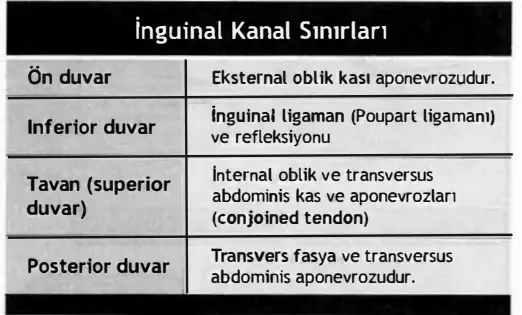 İnguinal Kanal Sınırları
Ön duvar
Eksternal oblik kası aponevrozudur.
Inferior duvar
İnguinal ligaman (Poupart ligamanı)
ve refleksiyonu
Tavan (superior
duvar)
İnternal oblik ve transversus
abdominis kas ve aponevrozları
(conjoined tendon)
Posterior duvar
Transvers fasya ve transversus
abdominis aponevrozudur.